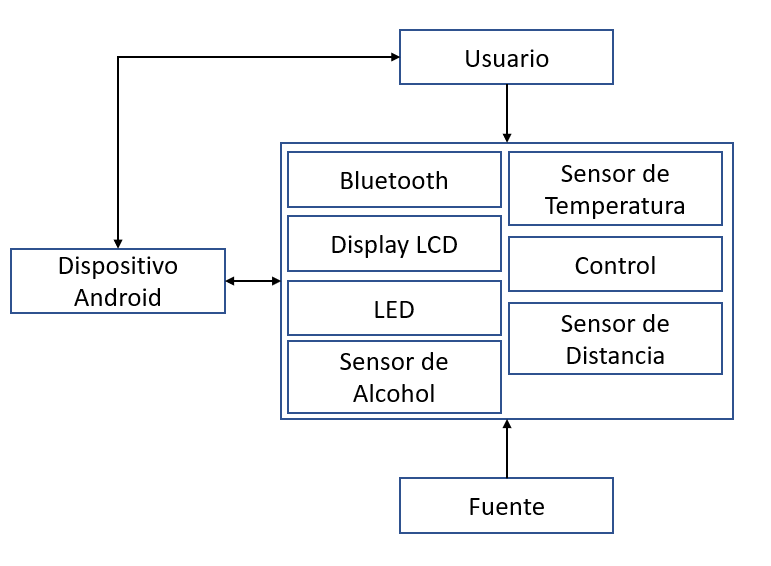 Usuario
Bluetooth
Sensor de
Temperatura
Display LCD
Control
Dispositivo
Android
LED
Sensor de
Distancia
Sensor de
Alcohol
Fuente